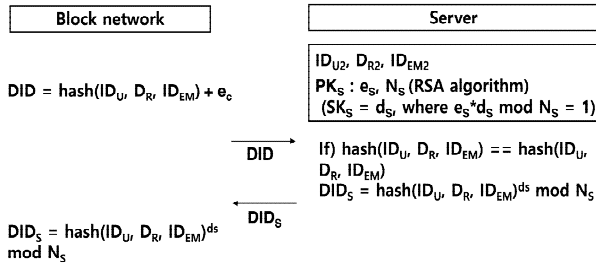 Block network
Server
DID = hash(ID_U, D_R, ID_EM) + e_c
ID_U2, D_R2, ID_EM2
PK_S : e_S, N_S (RSA algorithm)
(SK_S = d_S, where e_S*d_S mod N_S = 1)
DID
If) hash(ID_U, D_R, ID_EM) == hash(ID_U,
D_R, ID_EM)
DID_S = hash(ID_U, D_R, ID_EM)^ds mod N_S
DID_S
DID_S = hash(ID_U, D_R, ID_EM)^ds
mod N_S